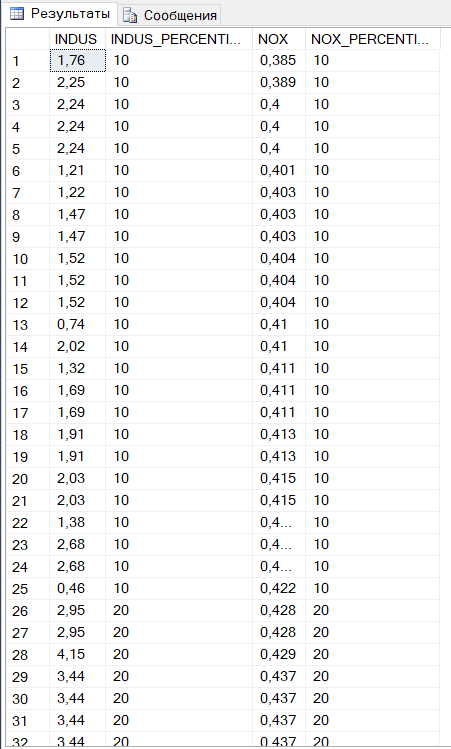 Результаты Сообщения
INDUS INDUS_PERCENTI... NOX NOX_PERCENTI...
1 1,76 10 0,385 10
2 2,25 10 0,389 10
3 2,24 10 0,4 10
4 2,24 10 0,4 10
5 2,24 10 0,4 10
6 1,21 10 0,401 10
7 1,22 10 0,403 10
8 1,47 10 0,403 10
9 1,47 10 0,403 10
10 1,52 10 0,404 10
11 1,52 10 0,404 10
12 1,52 10 0,404 10
13 0,74 10 0,41 10
14 2,02 10 0,41 10
15 1,32 10 0,411 10
16 1,69 10 0,411 10
17 1,69 10 0,411 10
18 1,91 10 0,413 10
19 1,91 10 0,413 10
20 2,03 10 0,415 10
21 2,03 10 0,415 10
22 1,38 10 0,4... 10
23 2,68 10 0,4... 10
24 2,68 10 0,4... 10
25 0,46 10 0,422 10
26 2,95 20 0,428 20
27 2,95 20 0,428 20
28 4,15 20 0,429 20
29 3,44 20 0,437 20
30 3,44 20 0,437 20
31 3,44 20 0,437 20
32 3,44 20 0,437 20